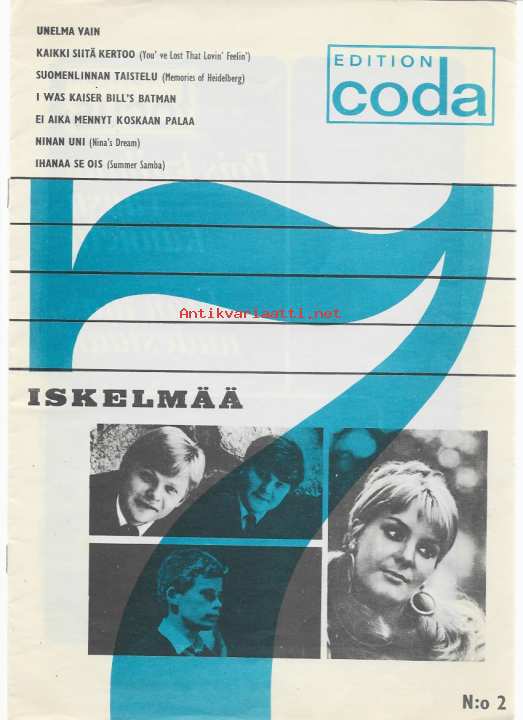 UNELMA VAIN
KAIKKI SIITÄ KERTOO (You' ve Lost That Lovin' Feelin')
SUOMENLINNAN TAISTELU (Memories of Heidelberg)
I WAS KAISER BILL'S BATMAN
EI AIKA MENNYT KOSKAAN PALAA
NINAN UNI (Nina's Dream)
IHANAA SE OIS (Summer Samba)
EDITION
coda
7
Antikvariaatti.net
ISKELMÄÄ
N:o 2